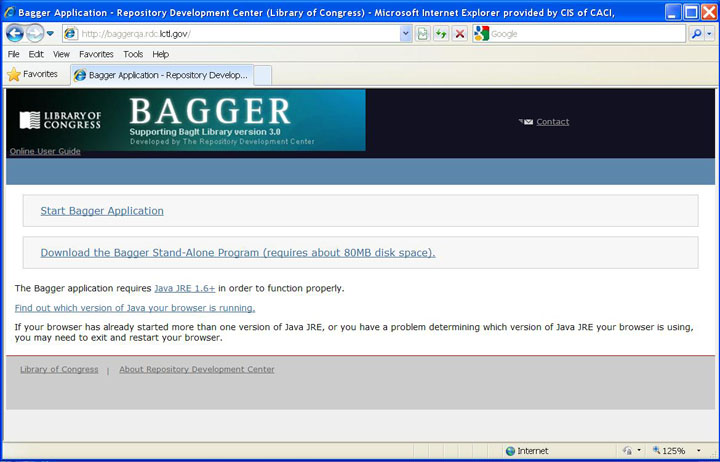 Bagger Application - Repository Development Center (Library of Congress) - Microsoft Internet Explorer provided by CIS of CACI,
http://baggerqa.rdc.lctl.gov/
Google
File Edit View Favorites Tools Help
Favorites
Bagger Application - Repository Develop...
LIBRARY OF
CONGRESS
BAGGER
Supporting BagIt Library version 3.0
Developed by The Repository Development Center
Contact
Online User Guide
Start Bagger Application
Download the Bagger Stand-Alone Program (requires about 80MB disk space).
The Bagger application requires Java JRE 1.6+ in order to function properly.
Find out which version of Java your browser is running.
If your browser has already started more than one version of Java JRE, or you have a problem determining which version of Java JRE your browser is using,
you may need to exit and restart your browser.
Library of Congress | About Repository Development Center
Internet
125%